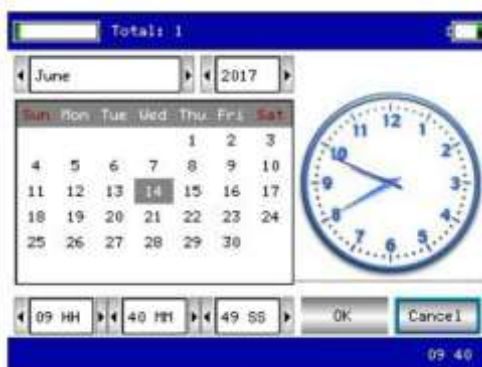 Total: 1
June 2017
Sun Mon Tue Wed Thu Fri Sat
1 2 3
4 5 6 7 8 9 10
11 12 13 14 15 16 17
18 19 20 21 22 23 24
25 26 27 28 29 30
12
11 1
10 2
9 3
8 4
7 5
6
09 HH 40 MM 49 SS OK Cancel
09 40